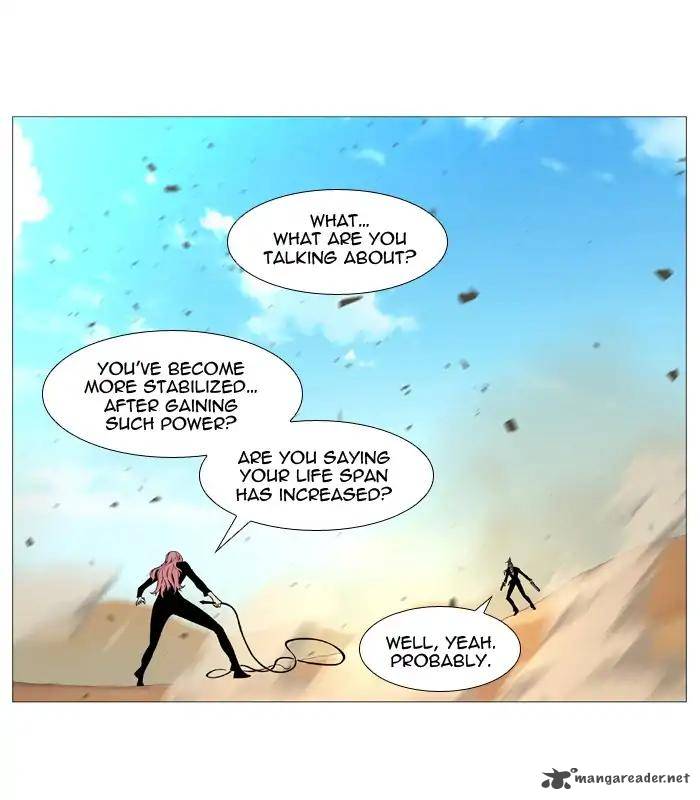 WHAT...
WHAT ARE YOU
TALKING ABOUT?
YOU'VE BECOME
MORE STABILIZED...
AFTER GAINING
SUCH POWER?
ARE YOU SAYING
YOUR LIFE SPAN
HAS INCREASED?
WELL, YEAH.
PROBABLY.
mangareader.net